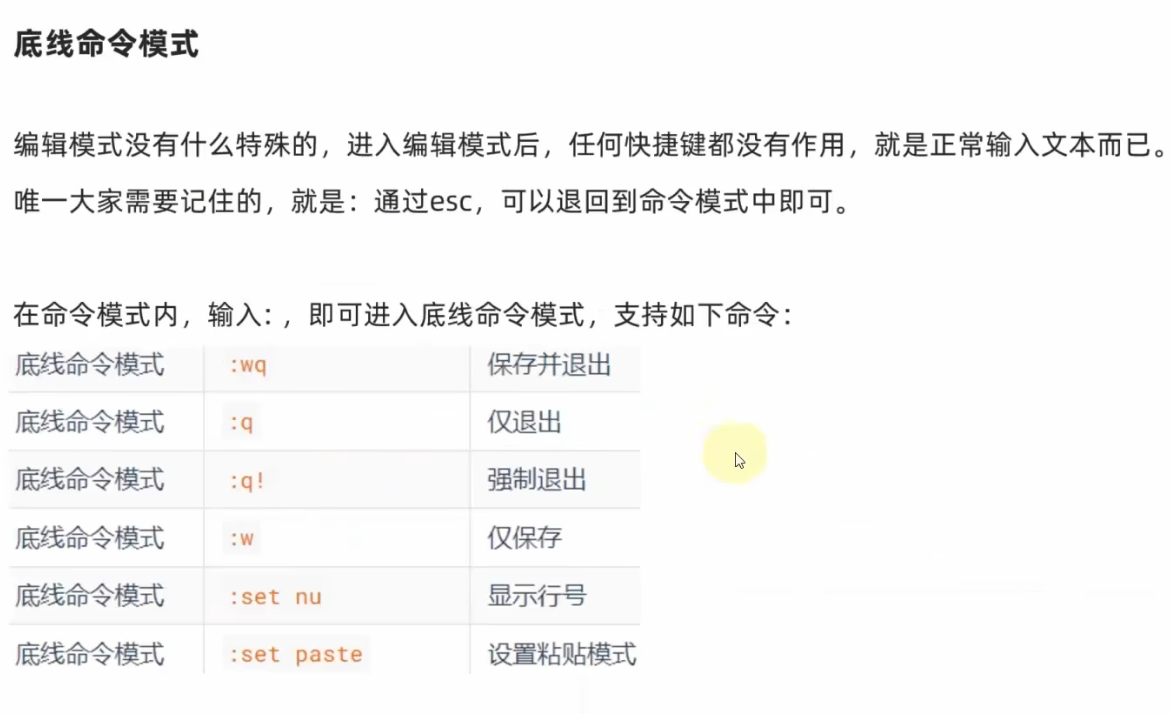 底线命令模式
编辑模式没有什么特殊的，进入编辑模式后，任何快捷键都没有作用，就是正常输入文本而已。
唯一大家需要记住的，就是：通过esc，可以退回到命令模式中即可。
在命令模式内，输入: ，即可进入底线命令模式，支持如下命令：
底线命令模式 :wq 保存并退出
底线命令模式 :q 仅退出
底线命令模式 :q! 强制退出
底线命令模式 :w 仅保存
底线命令模式 :set nu 显示行号
底线命令模式 :set paste 设置粘贴模式